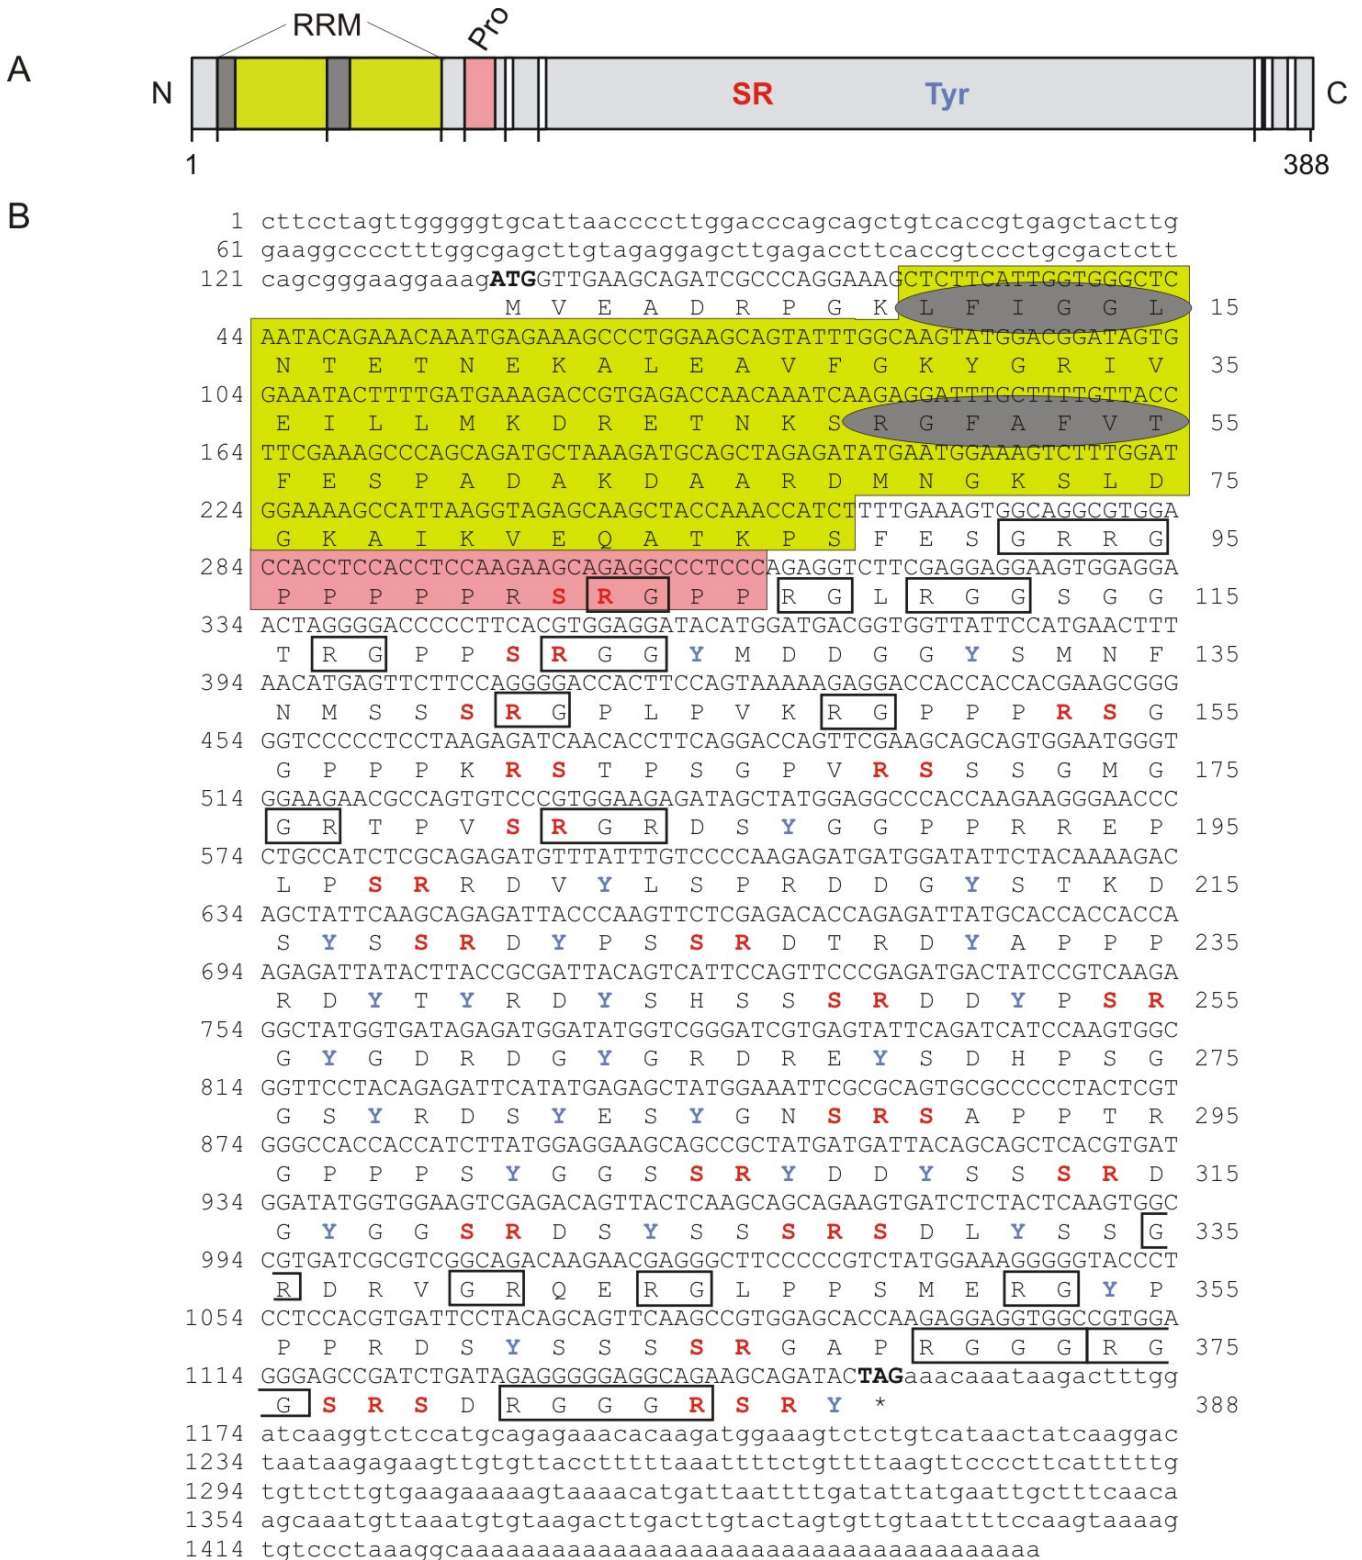 A
RRM
Pro
N
SR
Tyr
C
1
388
B
1 cttcctagttgggggtgcattaaccccttggacccagcagctgtcaccgtgagctacttg
61 gaaggcccctttggcgagcttgtagaggagcttgagaccttcaccgtccctgcgactctt
121 cagcgggaaggaaagATGGTTGAAGCAGATCGCCCAGGAAAGCTCTTCATTGGTGGGCTC
M V E A D R P G K L F I G G L 15
44 AATACAGAAACAAATGAGAAAGCCCTGGAAGCAGTATTTGGCAAGTATGGACGGATAGTG
N T E T N E K A L E A V F G K Y G R I V 35
104 GAAATACTTTTGATGAAAGACCGTGAGACCAACAAATCAAGAGGATTTGCTTTTGTTACC
E I L L M K D R E T N K S R G F A F V T 55
164 TTCGAAAGCCCAGCAGATGCTAAAGATGCAGCTAGAGATATGAATGGAAAGTCTTTGGAT
F E S P A D A K D A A R D M N G K S L D 75
224 GGAAAAGCCATTAAGGTAGAGCAAGCTACCAAACCATCTTTTGAAAGTGGCAGGCGTGGA
G K A I K V E Q A T K P S F E S G R R G 95
284 CCACCTCCACCTCCAAGAAGCAGAGGCCCTCCCAGAGGTCTTCGAGGAGGAAGTGGAGGA
P P P P P R S R G P P R G L R G G S G G 115
334 ACTAGGGGACCCCCTTCACGTGGAGGATACATGGATGACGGTGGTTATTCCATGAACTTT
T R G P P S R G G Y M D D G G Y S M N F 135
394 AACATGAGTTCTTCCAGGGGACCACTTCCAGTAAAAAGAGGACCACCACCACGAAGCGGG
N M S S S R G P L P V K R G P P P R S G 155
454 GGTCCCCCTCCTAAGAGATCAACACCTTCAGGACCAGTTCGAAGCAGCAGTGGAATGGGT
G P P P K R S T P S G P V R S S S G M G 175
514 GGAAGAACGCCAGTGTCCCGTGGAAGAGATAGCTATGGAGGCCCACCAAGAAGGGAACCC
G R T P V S R G R D S Y G G P P R R E P 195
574 CTGCCATCTCGCAGAGATGTTTATTTGTCCCCAAGAGATGATGGATATTCTACAAAAGAC
L P S R R D V Y L S P R D D G Y S T K D 215
634 AGCTATTCAAGCAGAGATTACCCAAGTTCTCGAGACACCAGAGATTATGCACCACCACCA
S Y S S R D Y P S S R D T R D Y A P P P 235
694 AGAGATTATACTTACCGCGATTACAGTCATTCCAGTTCCCGAGATGACTATCCGTCAAGA
R D Y T Y R D Y S H S S S R D D Y P S R 255
754 GGCTATGGTGATAGAGATGGATATGGTCGGGATCGTGAGTATTCAGATCATCCAAGTGGC
G Y G D R D G Y G R D R E Y S D H P S G 275
814 GGTTCCTACAGAGATTCATATGAGAGCTATGGAAATTCGCGCAGTGCGCCCCCTACTCGT
G S Y R D S Y E S Y G N S R S A P P T R 295
874 GGGCCACCACCATCTTATGGAGGAAGCAGCCGCTATGATGATTACAGCAGCTCACGTGAT
G P P P S Y G G S S R Y D D Y S S S R D 315
934 GGATATGGTGGAAGTCGAGACAGTTACTCAAGCAGCAGAAGTGATCTCTACTCAAGTGGC
G Y G G S R D S Y S S S R S D L Y S S G 335
994 CGTGATCGCGTCGGCAGACAAGAACGAGGGCTTCCCCCGTCTATGGAAAGGGGGTACCCT
R D R V G R Q E R G L P P S M E R G Y P 355
1054 CCTCCACGTGATTCCTACAGCAGTTCAAGCCGTGGAGCACCAAGAGGAGGTGGCCGTGGA
P P R D S Y S S S S R G A P R G G G R G 375
1114 GGGAGCCGATCTGATAGAGGGGGAGGCAGAAGCAGATACTAGaaacaaataagactttgg
G S R S D R G G G R S R Y * 388
1174 atcaaggtctccatgcagagaaacacaagatggaaagtctctgtcataactatcaaggac
1234 taataagagaagttgtgttacctttttaaattttctgttttaagttccccttcatttttg
1294 tgttcttgtgaagaaaaagtaaaacatgattaattttgatattatgaattgctttcaaca
1354 agcaaatgttaaatgtgtaagacttgacttgtactagtgttgtaattttccaagtaaaag
1414 tgtccctaaaggcaaaaaaaaaaaaaaaaaaaaaaaaaaaaaaaaaaaaaa